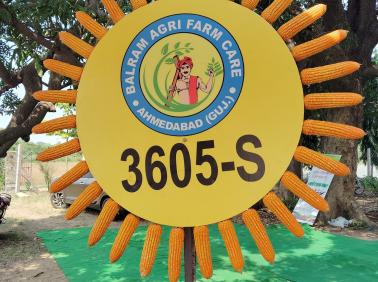 BALRAM AGRI FARM CARE
AHMEDABAD (GUJ.)
3605-S